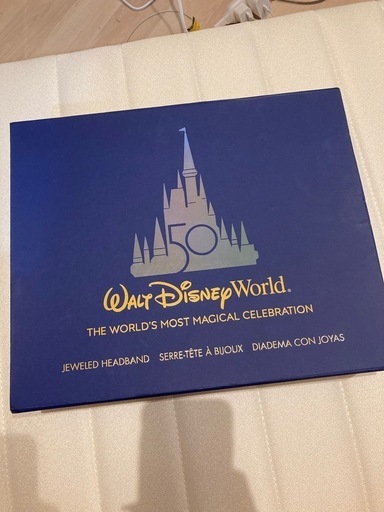 50
WALT DISNEY World®
THE WORLD'S MOST MAGICAL CELEBRATION
JEWELED HEADBAND SERRE-TÊTE À BIJOUX DIADEMA CON JOYAS